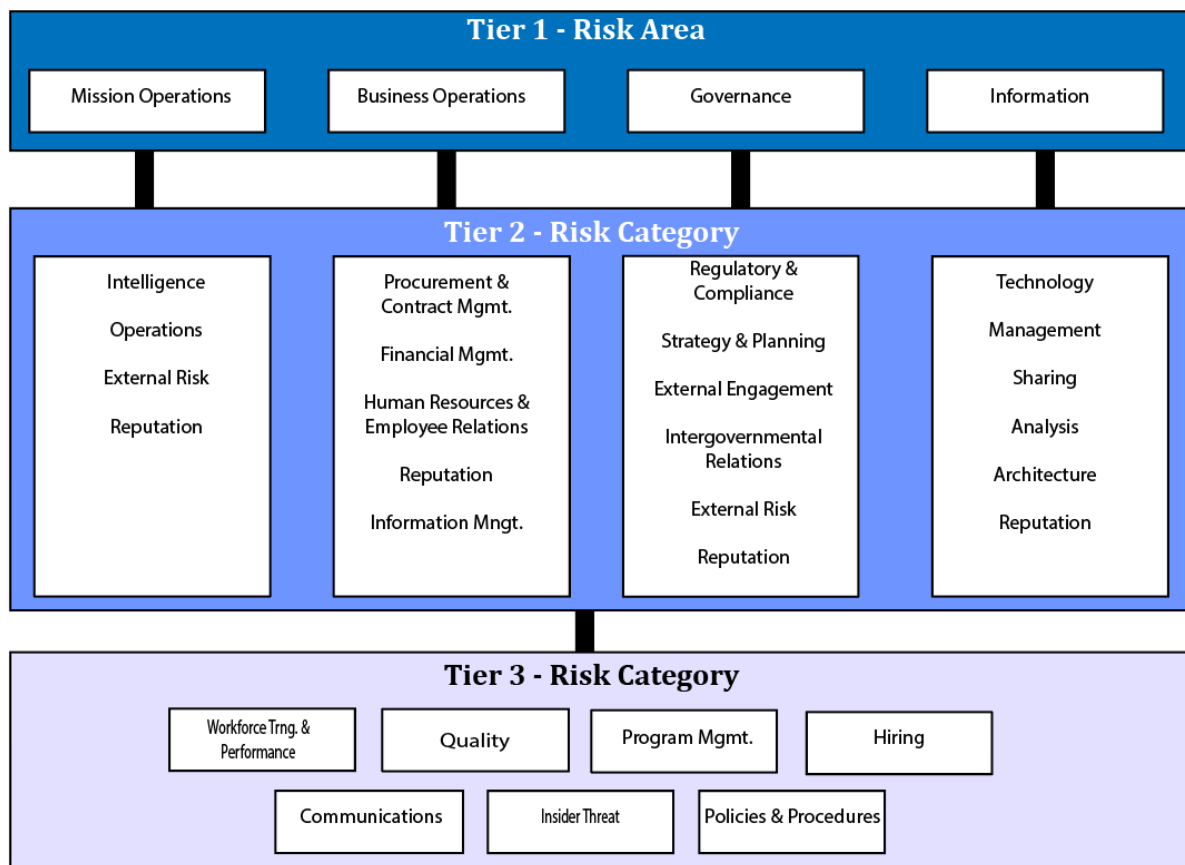 Tier 1 - Risk Area
Mission Operations
Business Operations
Governance
Information
Tier 2 - Risk Category
Intelligence
Operations
External Risk
Reputation
Procurement &
Contract Mgmt.
Financial Mgmt.
Human Resources &
Employee Relations
Reputation
Information Mngt.
Regulatory &
Compliance
Strategy & Planning
External Engagement
Intergovernmental
Relations
External Risk
Reputation
Technology
Management
Sharing
Analysis
Architecture
Reputation
Tier 3 - Risk Category
Workforce Trng. &
Performance
Quality
Program Mgmt.
Hiring
Communications
Insider Threat
Policies & Procedures